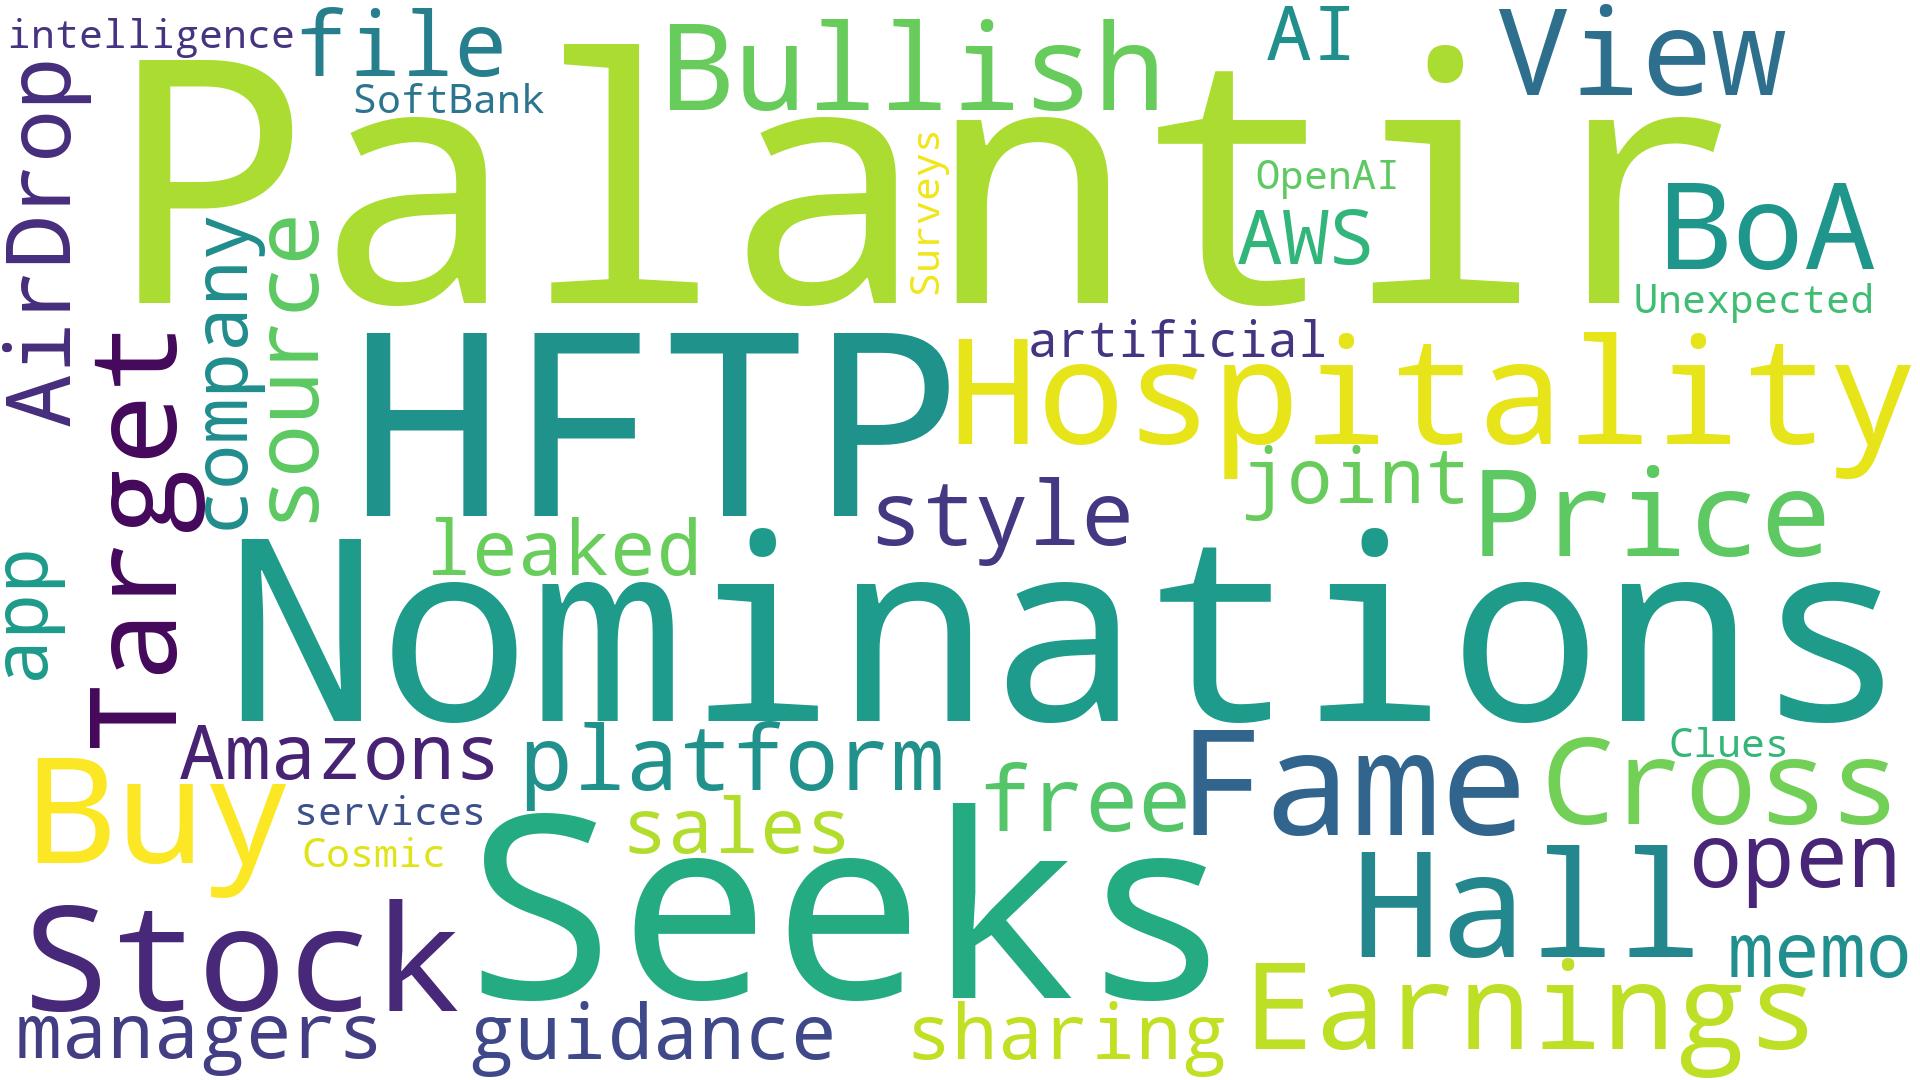 intelligence
file
SoftBank
Bullish
AI
View
AirDrop
Palantir
Surveys
OpenAI
AWS
BoA
Unexpected
company
source
Target
HFTP
artificial
Hospitality
style
joint
Price
leaked
app
Nominations
Amazons
platform
free
Fame
Cross
Clues
Buy
services
Cosmic
sales
Seeks
open
Hall
memo
Stock
managers
guidance
sharing
Earnings